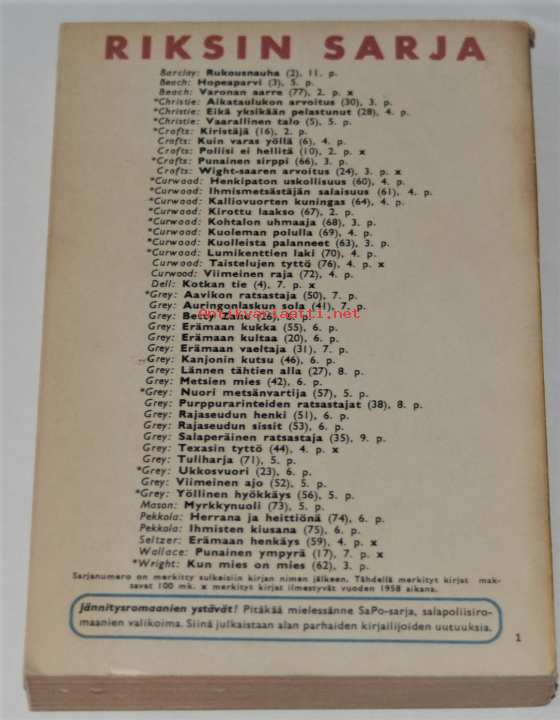 RIKSIN SARJA
Barclay: Rukousnauha (2), 11. p.
Beach: Hopeaparvi (3), 5. p.
Beach: Varonan aarre (77), 2. p. x
*Christie: Aikataulukon arvoitus (30), 3. p.
*Christie: Eikä yksikään pelastunut (28), 4. p.
*Christie: Vaarallinen talo (5), 5. p.
*Crofts: Kiristäjä (16), 2. p.
Crofts: Kuin varas yöllä (6), 4. p.
Crofts: Poliisi ei hellitä (10), 2. p. x
*Crofts: Punainen sirppi (66), 3. p.
Crofts: Wight-saaren arvoitus (24), 3. p. x
*Curwood: Henkipaton uskollisuus (60), 4. p.
*Curwood: Ihmismetsästäjän salaisuus (61), 4. p.
*Curwood: Kalliovuorten kuningas (64), 4. p.
*Curwood: Kirottu laakso (67), 2. p.
*Curwood: Kohtalon uhmaaja (68), 3. p.
*Curwood: Kuoleman polulla (69), 4. p.
*Curwood: Kuolleista palanneet (63), 3. p.
*Curwood: Lumikenttien laki (70), 4. p.
Curwood: Taistelujen tyttö (76), 4. p. x
Curwood: Viimeinen raja (72), 4. p.
Dell: Kotkan tie (4), 7. p. x
*Grey: Aavikon ratsastaja (50), 7. p.
Grey: Auringonlaskun sola (41), 7. p.
Grey: Betty Zane (26), p.
antikvariaatti.net
Grey: Erämaan kukka (55), 6. p.
Grey: Erämaan kultaa (20), 6. p.
Grey: Erämaan vaeltaja (31), 7. p.
Grey: Kanjonin kutsu (46), 6. p.
Grey: Lännen tähtien alla (27), 8. p.
Grey: Metsien mies (42), 6. p.
*Grey: Nuori metsänvartija (57), 5. p.
Grey: Purppurarinteiden ratsastajat (38), 8. p.
Grey: Rajaseudun henki (51), 6. p.
Grey: Rajaseudun sissit (53), 6. p.
Grey: Salaperäinen ratsastaja (35), 9. p.
Grey: Texasin tyttö (44), 4. p. x
Grey: Tuliharja (71), 5. p.
*Grey: Ukkosvuori (23), 6. p.
Grey: Viimeinen ajo (52), 5. p.
*Grey: Yöllinen hyökkäys (56), 5. p.
Mason: Myrkkynuoli (73), 5. p.
Pekkola: Herrana ja heittiönä (74), 6. p.
Pekkola: Ihmisten kiusana (75), 6. p.
Seltzer: Erämaan henkäys (59), 4. p. x
Wallace: Punainen ympyrä (17), 7. p. x
*Wright: Kun mies on mies (62), 3. p.
Sarjanumero on merkitty sulkeisiin kirjan nimen jälkeen. Tähdellä merkityt kirjat mak-
savat 100 mk. x merkityt kirjat ilmestyvät vuoden 1958 aikana.
Jännitysromaanien ystävät! Pitäkää mielessänne SaPo-sarja, salapoliisiro-
maanien valikoima. Siinä julkaistaan alan parhaiden kirjailijoiden uutuuksia.
1